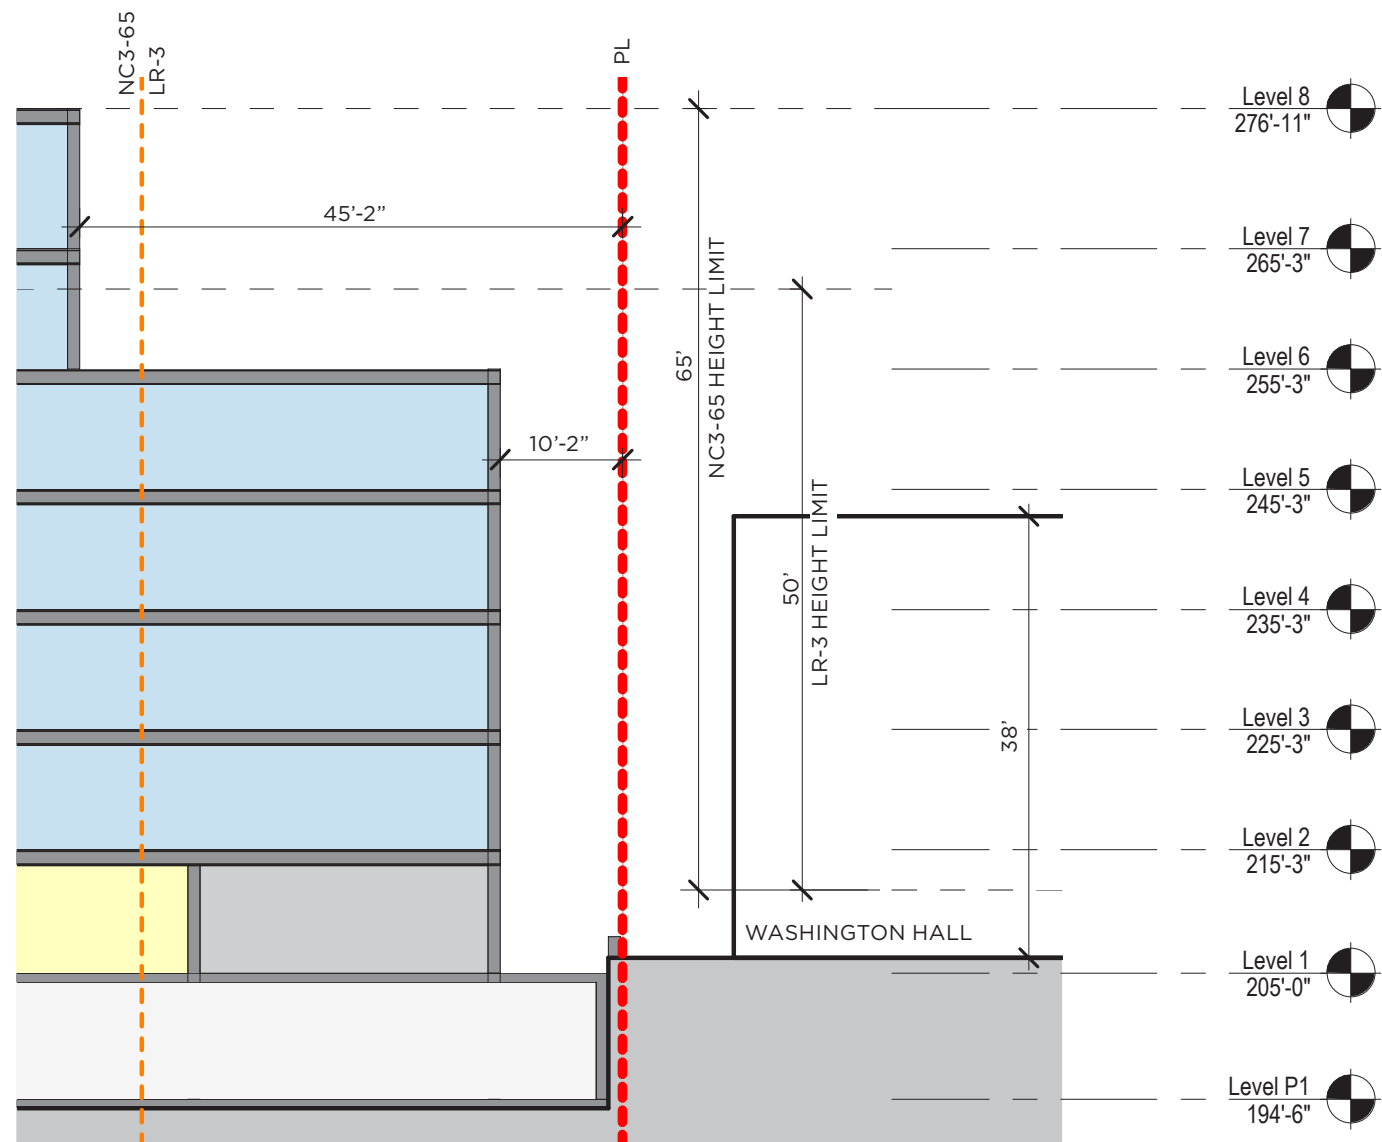 NC3-65
LR-3
PL
Level 8
276'-11"
45'-2"
Level 7
265'-3"
65'
NC3-65 HEIGHT LIMIT
Level 6
255'-3"
10'-2"
Level 5
245'-3"
50'
LR-3 HEIGHT LIMIT
Level 4
235'-3"
38'
Level 3
225'-3"
Level 2
215'-3"
WASHINGTON HALL
Level 1
205'-0"
Level P1
194'-6"